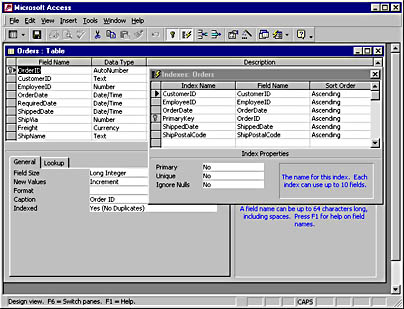 Microsoft Access
File Edit View Insert Tools Window Help
Orders : Table
Field Name Data Type Description
OrderID AutoNumber
CustomerID Text
EmployeeID Number
OrderDate Date/Time
RequiredDate Date/Time
ShippedDate Date/Time
ShipVia Number
Freight Currency
ShipName Text
Indexes: Orders
Index Name Field Name Sort Order
CustomerID CustomerID Ascending
EmployeeID EmployeeID Ascending
OrderDate OrderDate Ascending
PrimaryKey OrderID Ascending
ShippedDate ShippedDate Ascending
ShipPostalCode ShipPostalCode Ascending
Index Properties
Primary No
Unique No
Ignore Nulls No
The name for this index. Each
index can use up to 10 fields.
General Lookup
Field Size Long Integer
New Values Increment
Format
Caption Order ID
Indexed Yes (No Duplicates)
A field name can be up to 64 characters long,
including spaces. Press F1 for help on field
names.
Design view. F6 = Switch panes. F1 = Help. CAPS